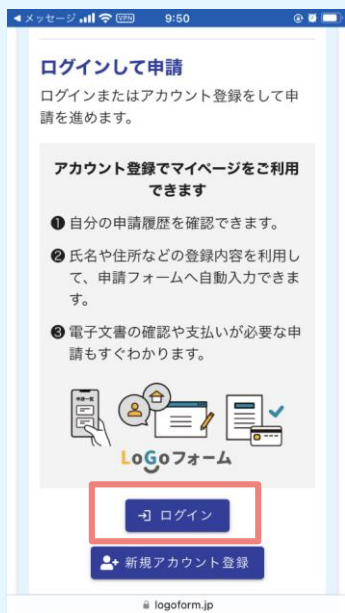 メッセージ VPN 9:50
ログインして申請
ログインまたはアカウント登録をして申
請を進めます。
アカウント登録でマイページをご利用
できます
❶ 自分の申請履歴を確認できます。
❷ 氏名や住所などの登録内容を利用し
て、申請フォームへ自動入力できま
す。
❸ 電子文書の確認や支払いが必要な申
請もすぐわかります。
申請一覧
LoGoフォーム
ログイン
新規アカウント登録
logoform.jp